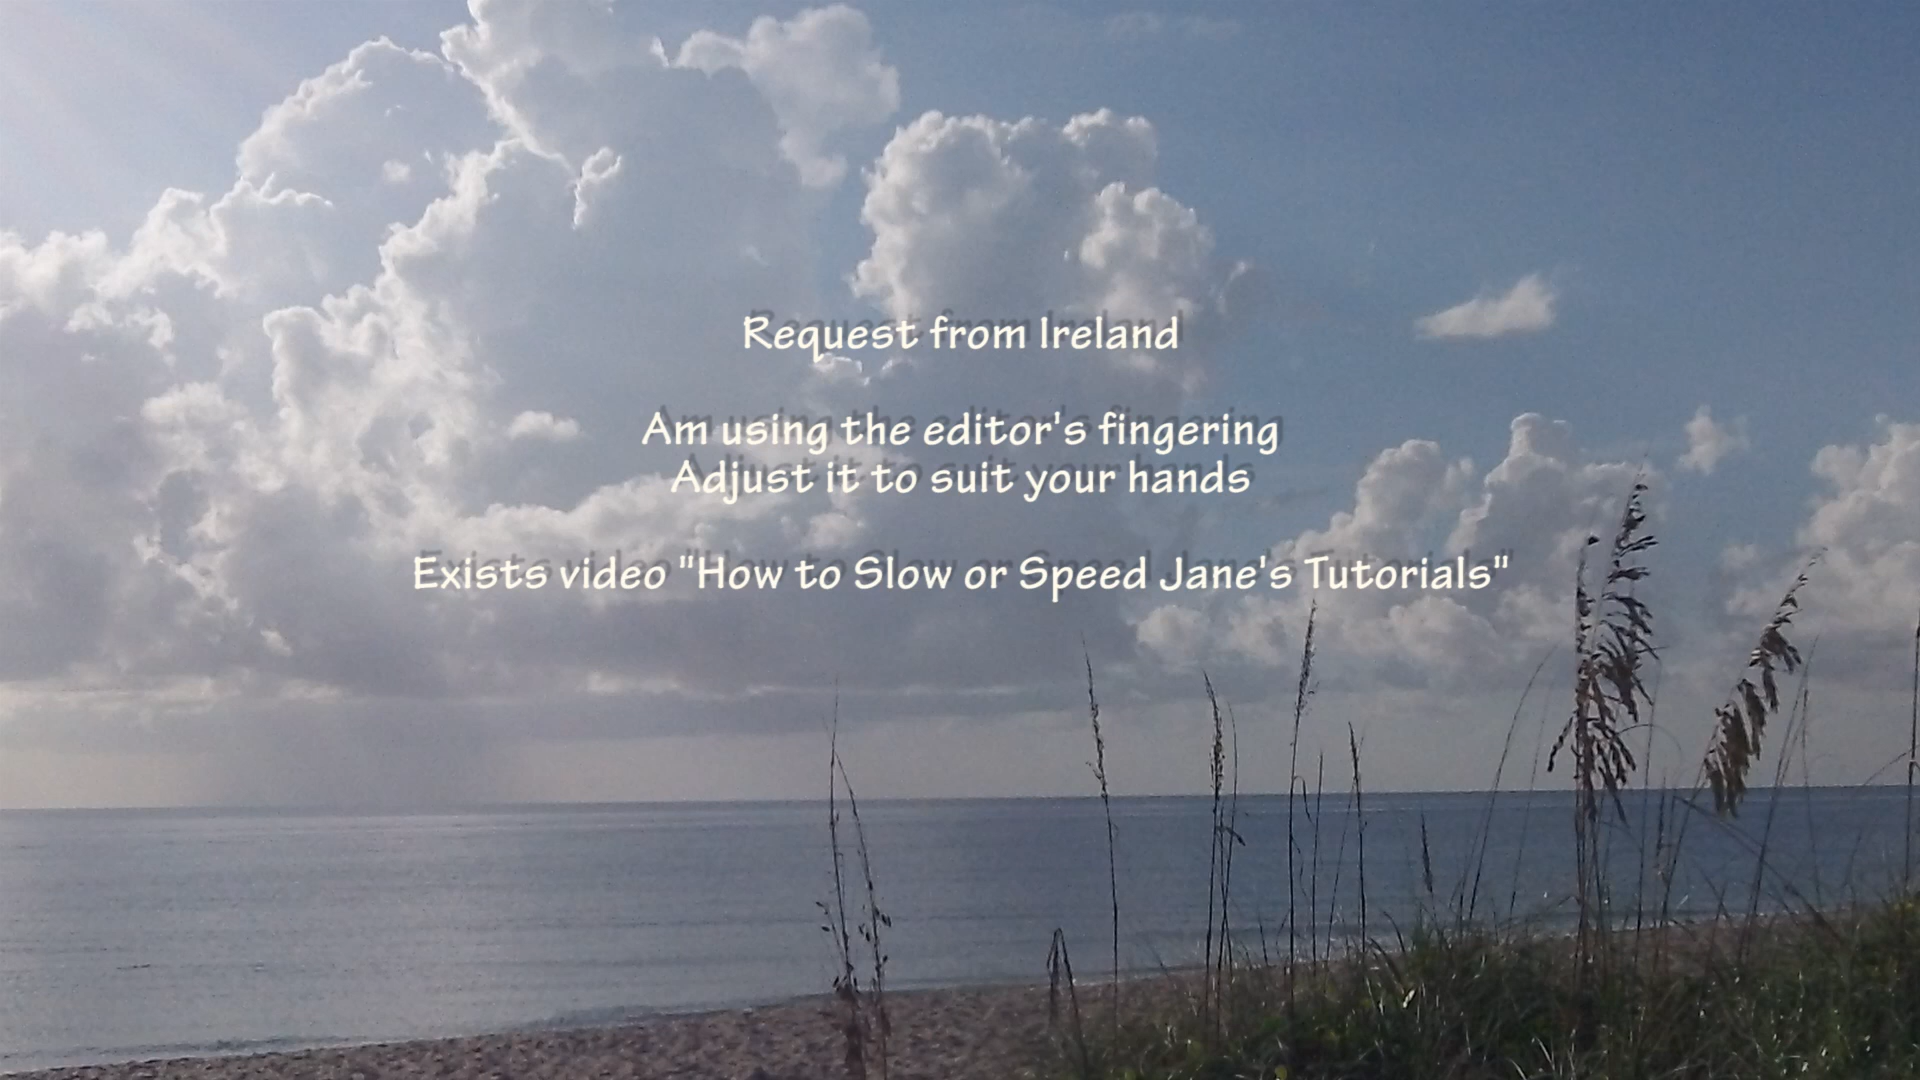 Request from Ireland
Am using the editor's fingering
Adjust it to suit your hands
Exists video "How to Slow or Speed Jane's Tutorials"